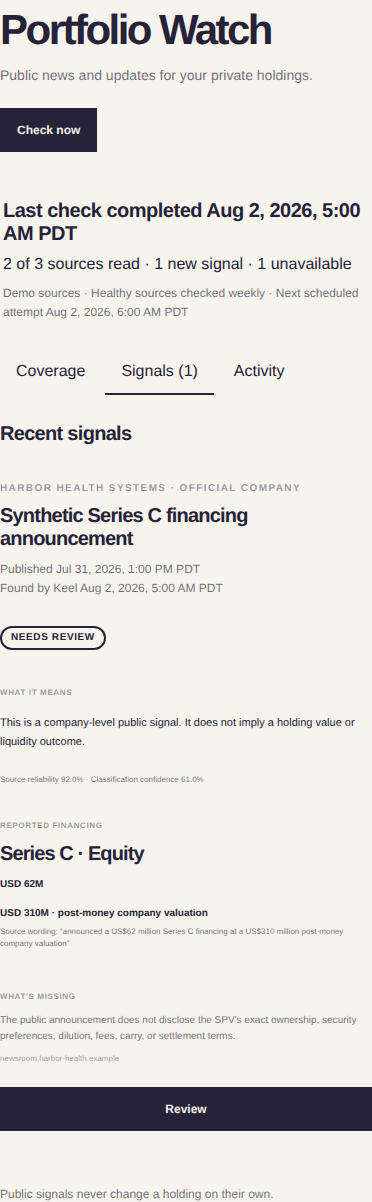 Portfolio Watch
Public news and updates for your private holdings.
Check now
Last check completed Aug 2, 2026, 5:00
AM PDT
2 of 3 sources read · 1 new signal · 1 unavailable
Demo sources · Healthy sources checked weekly · Next scheduled
attempt Aug 2, 2026, 6:00 AM PDT
Coverage Signals (1) Activity
Recent signals
HARBOR HEALTH SYSTEMS · OFFICIAL COMPANY
Synthetic Series C financing
announcement
Published Jul 31, 2026, 1:00 PM PDT
Found by Keel Aug 2, 2026, 5:00 AM PDT
NEEDS REVIEW
WHAT IT MEANS
This is a company-level public signal. It does not imply a holding value or
liquidity outcome.
Source reliability 92.0% · Classification confidence 61.0%
REPORTED FINANCING
Series C · Equity
USD 62M
USD 310M · post-money company valuation
Source wording: “announced a US$62 million Series C financing at a US$310 million post-money
company valuation”
WHAT'S MISSING
The public announcement does not disclose the SPV's exact ownership, security
preferences, dilution, fees, carry, or settlement terms.
newsroom.harbor-health.example
Review
Public signals never change a holding on their own.